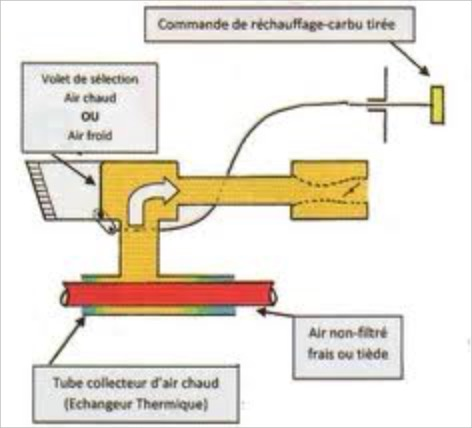 Commande de réchauffage-carbu tirée
Volet de sélection
Air chaud
OU
Air froid
Air non-filtré
frais ou tiède
Tube collecteur d'air chaud
(Echangeur Thermique)